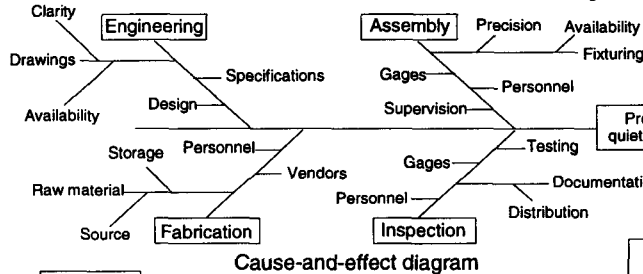 Clarity
Engineering
Assembly
Precision
Availability
Drawings
Fixturing
Specifications
Gages
Personnel
Design
Supervision
Availability
Personnel
Testing
Storage
Gages
Vendors
Raw material
Personnel
Distribution
Source
Fabrication
Inspection
Cause-and-effect diagram